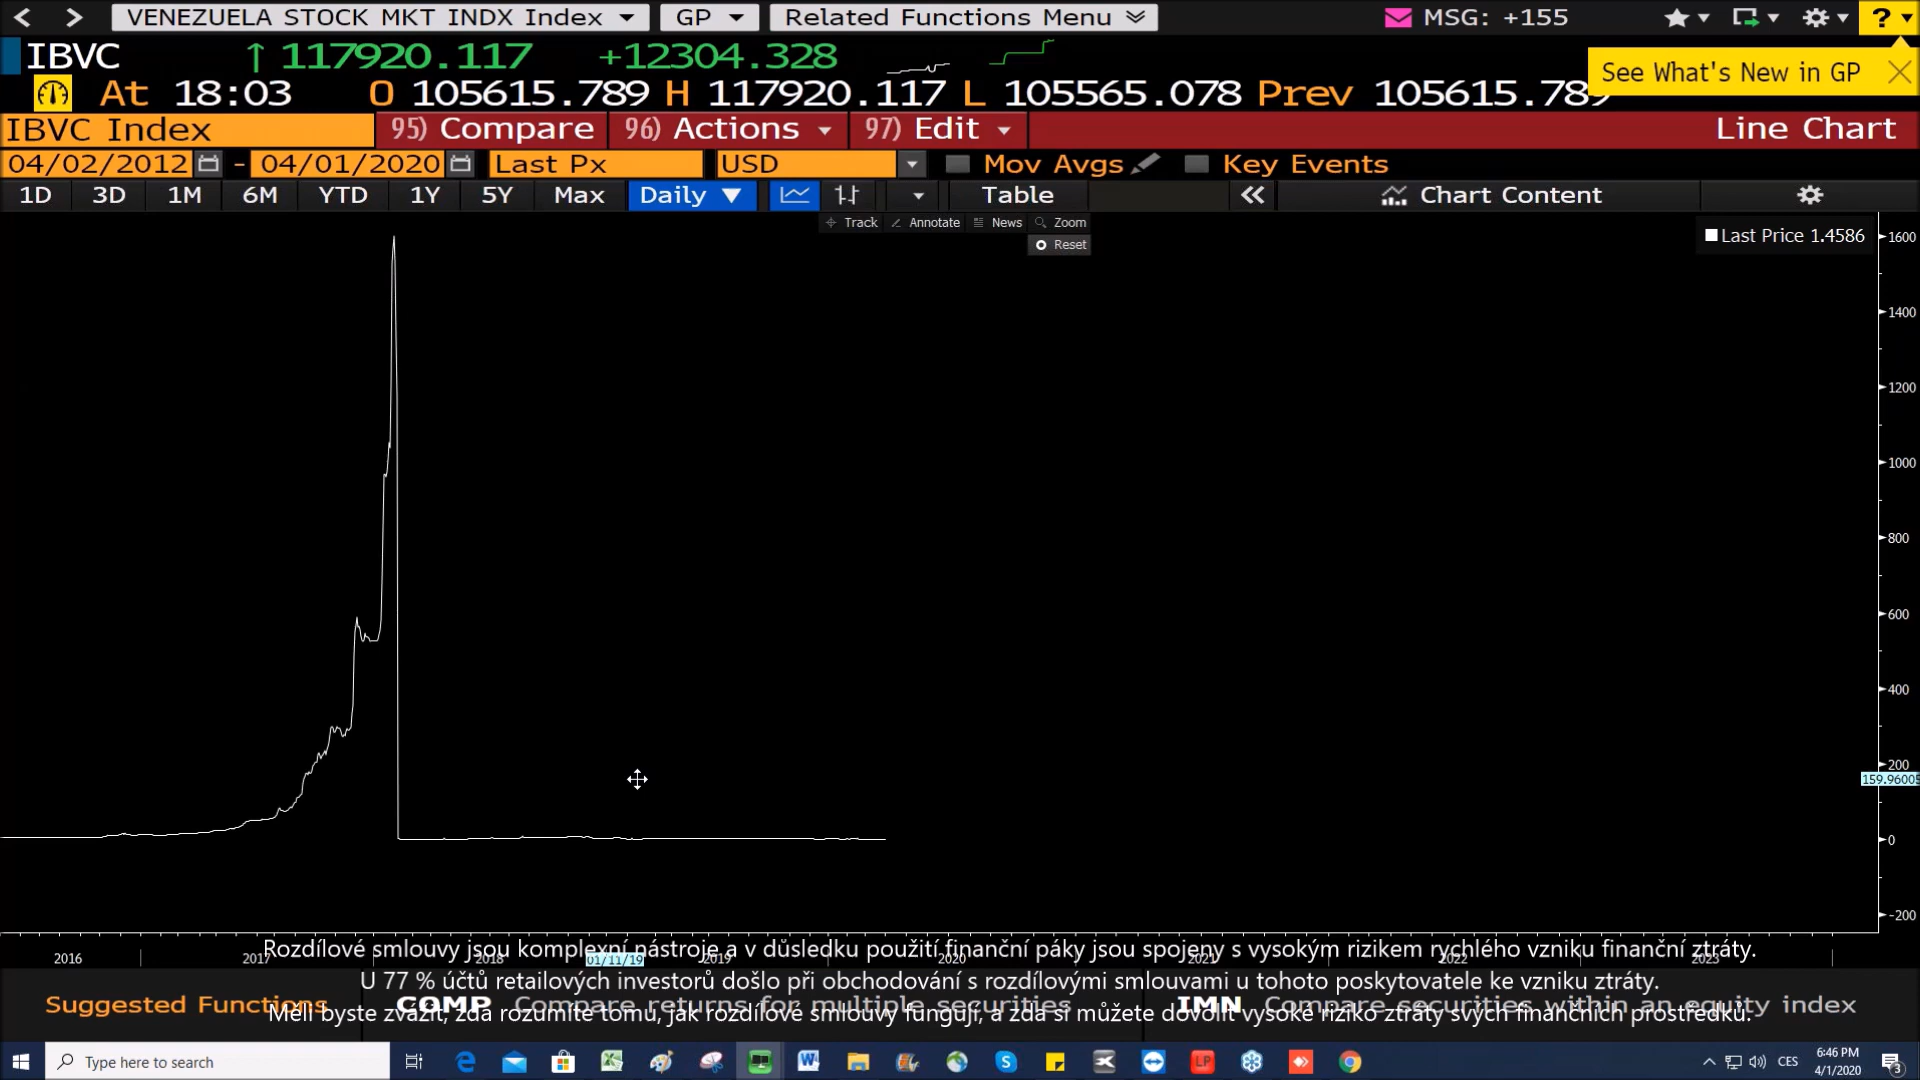 VENEZUELA STOCK MKT INDX Index GP Related Functions Menu MSG: +155 ?
IBVC 117920.117 +12304.328
See What's New in GP
At 18:03 O 105615.789 H 117920.117 L 105565.078 Prev 105615.789
IBVC Index 95) Compare 96) Actions 97) Edit Line Chart
04/02/2012 - 04/01/2020 Last Px USD Mov Avgs Key Events
1D 3D 1M 6M YTD 1Y 5Y Max Daily Table Chart Content
Track Annotate News Zoom
Reset
Last Price 1.4586
1600
1400
1200
1000
800
600
400
200
159.96005
0
-200
2016 2017 2018 01/11/19 2019 2020 2021 2022 2023
Rozdílové smlouvy jsou komplexní nástroje a v důsledku použití finanční páky jsou spojeny s vysokým rizikem rychlého vzniku finanční ztráty.
U 77 % účtů retailových investorů došlo při obchodování s rozdílovými smlouvami u tohoto poskytovatele ke vzniku ztráty.
Suggested Functions COMP Compare returns for multiple securities IMN Compare securities within an equity index
Měli byste zvážit, zda rozumíte tomu, jak rozdílové smlouvy fungují, a zda si můžete dovolit vysoké riziko ztráty svých finančních prostředků.
Type here to search
CES
6:46 PM
4/1/2020
3